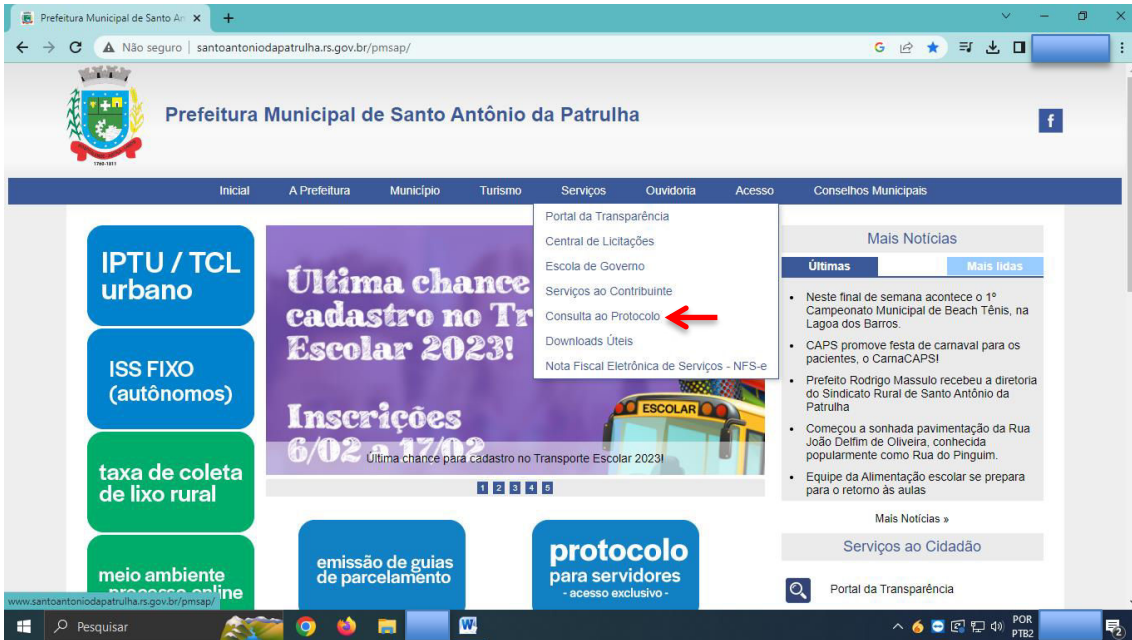 Prefeitura Municipal de Santo An
Não seguro | santoantoniodapatrulha.rs.gov.br/pmsap/
Prefeitura Municipal de Santo Antônio da Patrulha
f
1760-1811
Inicial A Prefeitura Município Turismo Serviços Ouvidoria Acesso Conselhos Municipais
Portal da Transparência
Central de Licitações
Escola de Governo
Serviços ao Contribuinte
Consulta ao Protocolo
Downloads Úteis
Nota Fiscal Eletrônica de Serviços - NFS-e
IPTU / TCL
urbano
ISS FIXO
(autônomos)
taxa de coleta
de lixo rural
meio ambiente
processo online
Última chance
cadastro no Tr
Escolar 2023!
Inscrições
6/02 a 17/02
ESCOLAR
Última chance para cadastro no Transporte Escolar 2023!
1 2 3 4 5
emissão de guias
de parcelamento
protocolo
para servidores
- acesso exclusivo -
Mais Notícias
Últimas Mais lidas
• Neste final de semana acontece o 1º
Campeonato Municipal de Beach Tênis, na
Lagoa dos Barros.
• CAPS promove festa de carnaval para os
pacientes, o CarnaCAPS!
• Prefeito Rodrigo Massulo recebeu a diretoria
do Sindicato Rural de Santo Antônio da
Patrulha
• Começou a sonhada pavimentação da Rua
João Delfim de Oliveira, conhecida
popularmente como Rua do Pinguim.
• Equipe da Alimentação escolar se prepara
para o retorno às aulas
Mais Notícias »
Serviços ao Cidadão
Portal da Transparência
www.santoantoniodapatrulha.rs.gov.br/pmsap/
Pesquisar
POR
PTB2
2